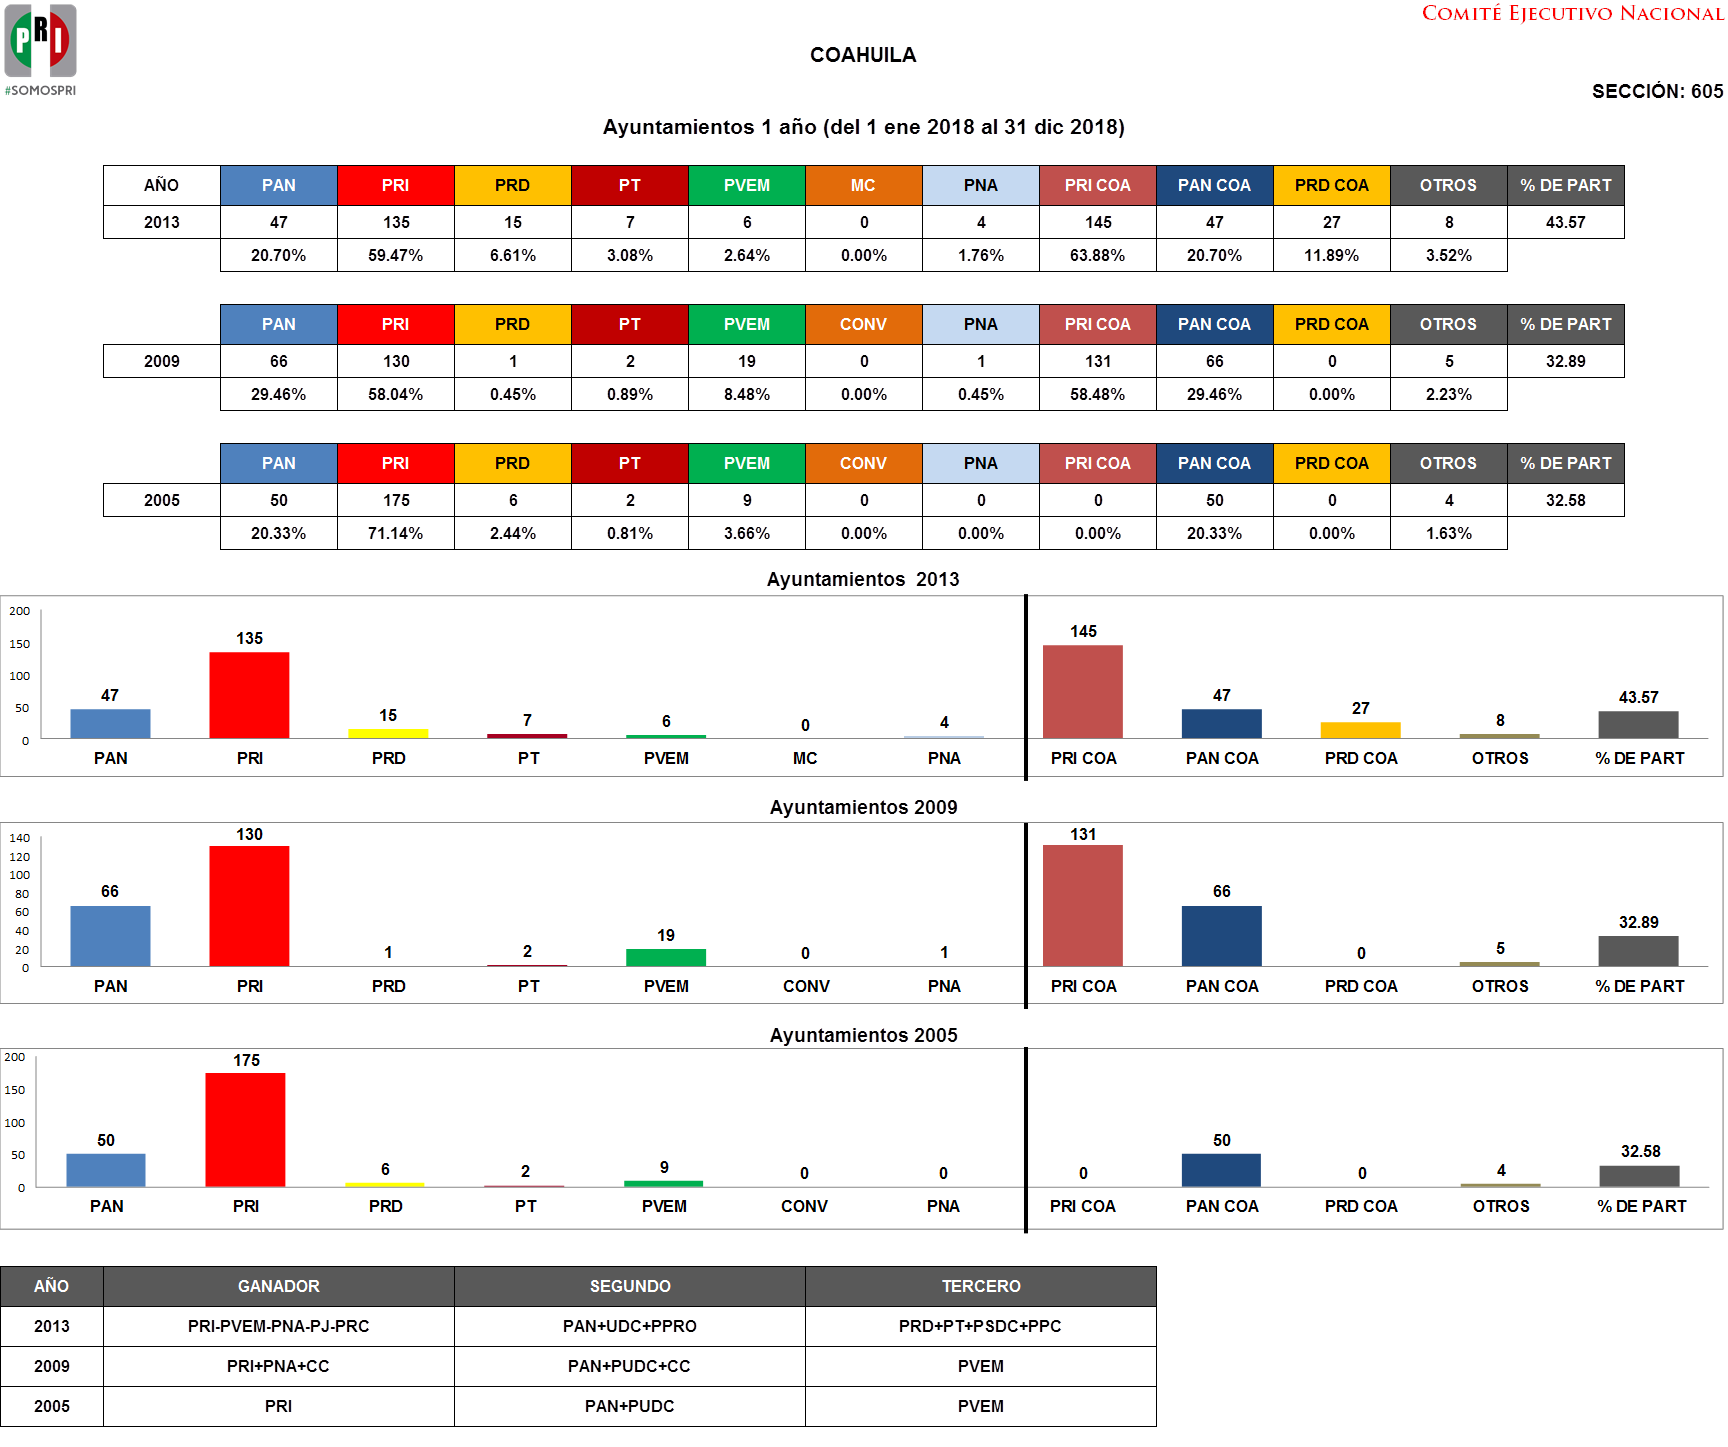 PRI
#SOMOSPRI
COMITÉ EJECUTIVO NACIONAL
COAHUILA
SECCIÓN: 605
Ayuntamientos 1 año (del 1 ene 2018 al 31 dic 2018)
AÑO PAN PRI PRD PT PVEM MC PNA PRI COA PAN COA PRD COA OTROS % DE PART
2013 47 135 15 7 6 0 4 145 47 27 8 43.57
20.70% 59.47% 6.61% 3.08% 2.64% 0.00% 1.76% 63.88% 20.70% 11.89% 3.52%
PAN PRI PRD PT PVEM CONV PNA PRI COA PAN COA PRD COA OTROS % DE PART
2009 66 130 1 2 19 0 1 131 66 0 5 32.89
29.46% 58.04% 0.45% 0.89% 8.48% 0.00% 0.45% 58.48% 29.46% 0.00% 2.23%
PAN PRI PRD PT PVEM CONV PNA PRI COA PAN COA PRD COA OTROS % DE PART
2005 50 175 6 2 9 0 0 0 50 0 4 32.58
20.33% 71.14% 2.44% 0.81% 3.66% 0.00% 0.00% 0.00% 20.33% 0.00% 1.63%
Ayuntamientos 2013
200
150
100
50
0
47 135 15 7 6 0 4 145 47 27 8 43.57
PAN PRI PRD PT PVEM MC PNA PRI COA PAN COA PRD COA OTROS % DE PART
Ayuntamientos 2009
140
120
100
80
60
40
20
0
66 130 1 2 19 0 1 131 66 0 5 32.89
PAN PRI PRD PT PVEM CONV PNA PRI COA PAN COA PRD COA OTROS % DE PART
Ayuntamientos 2005
200
150
100
50
0
50 175 6 2 9 0 0 0 50 0 4 32.58
PAN PRI PRD PT PVEM CONV PNA PRI COA PAN COA PRD COA OTROS % DE PART
AÑO GANADOR SEGUNDO TERCERO
2013 PRI-PVEM-PNA-PJ-PRC PAN+UDC+PPRO PRD+PT+PSDC+PPC
2009 PRI+PNA+CC PAN+PUDC+CC PVEM
2005 PRI PAN+PUDC PVEM